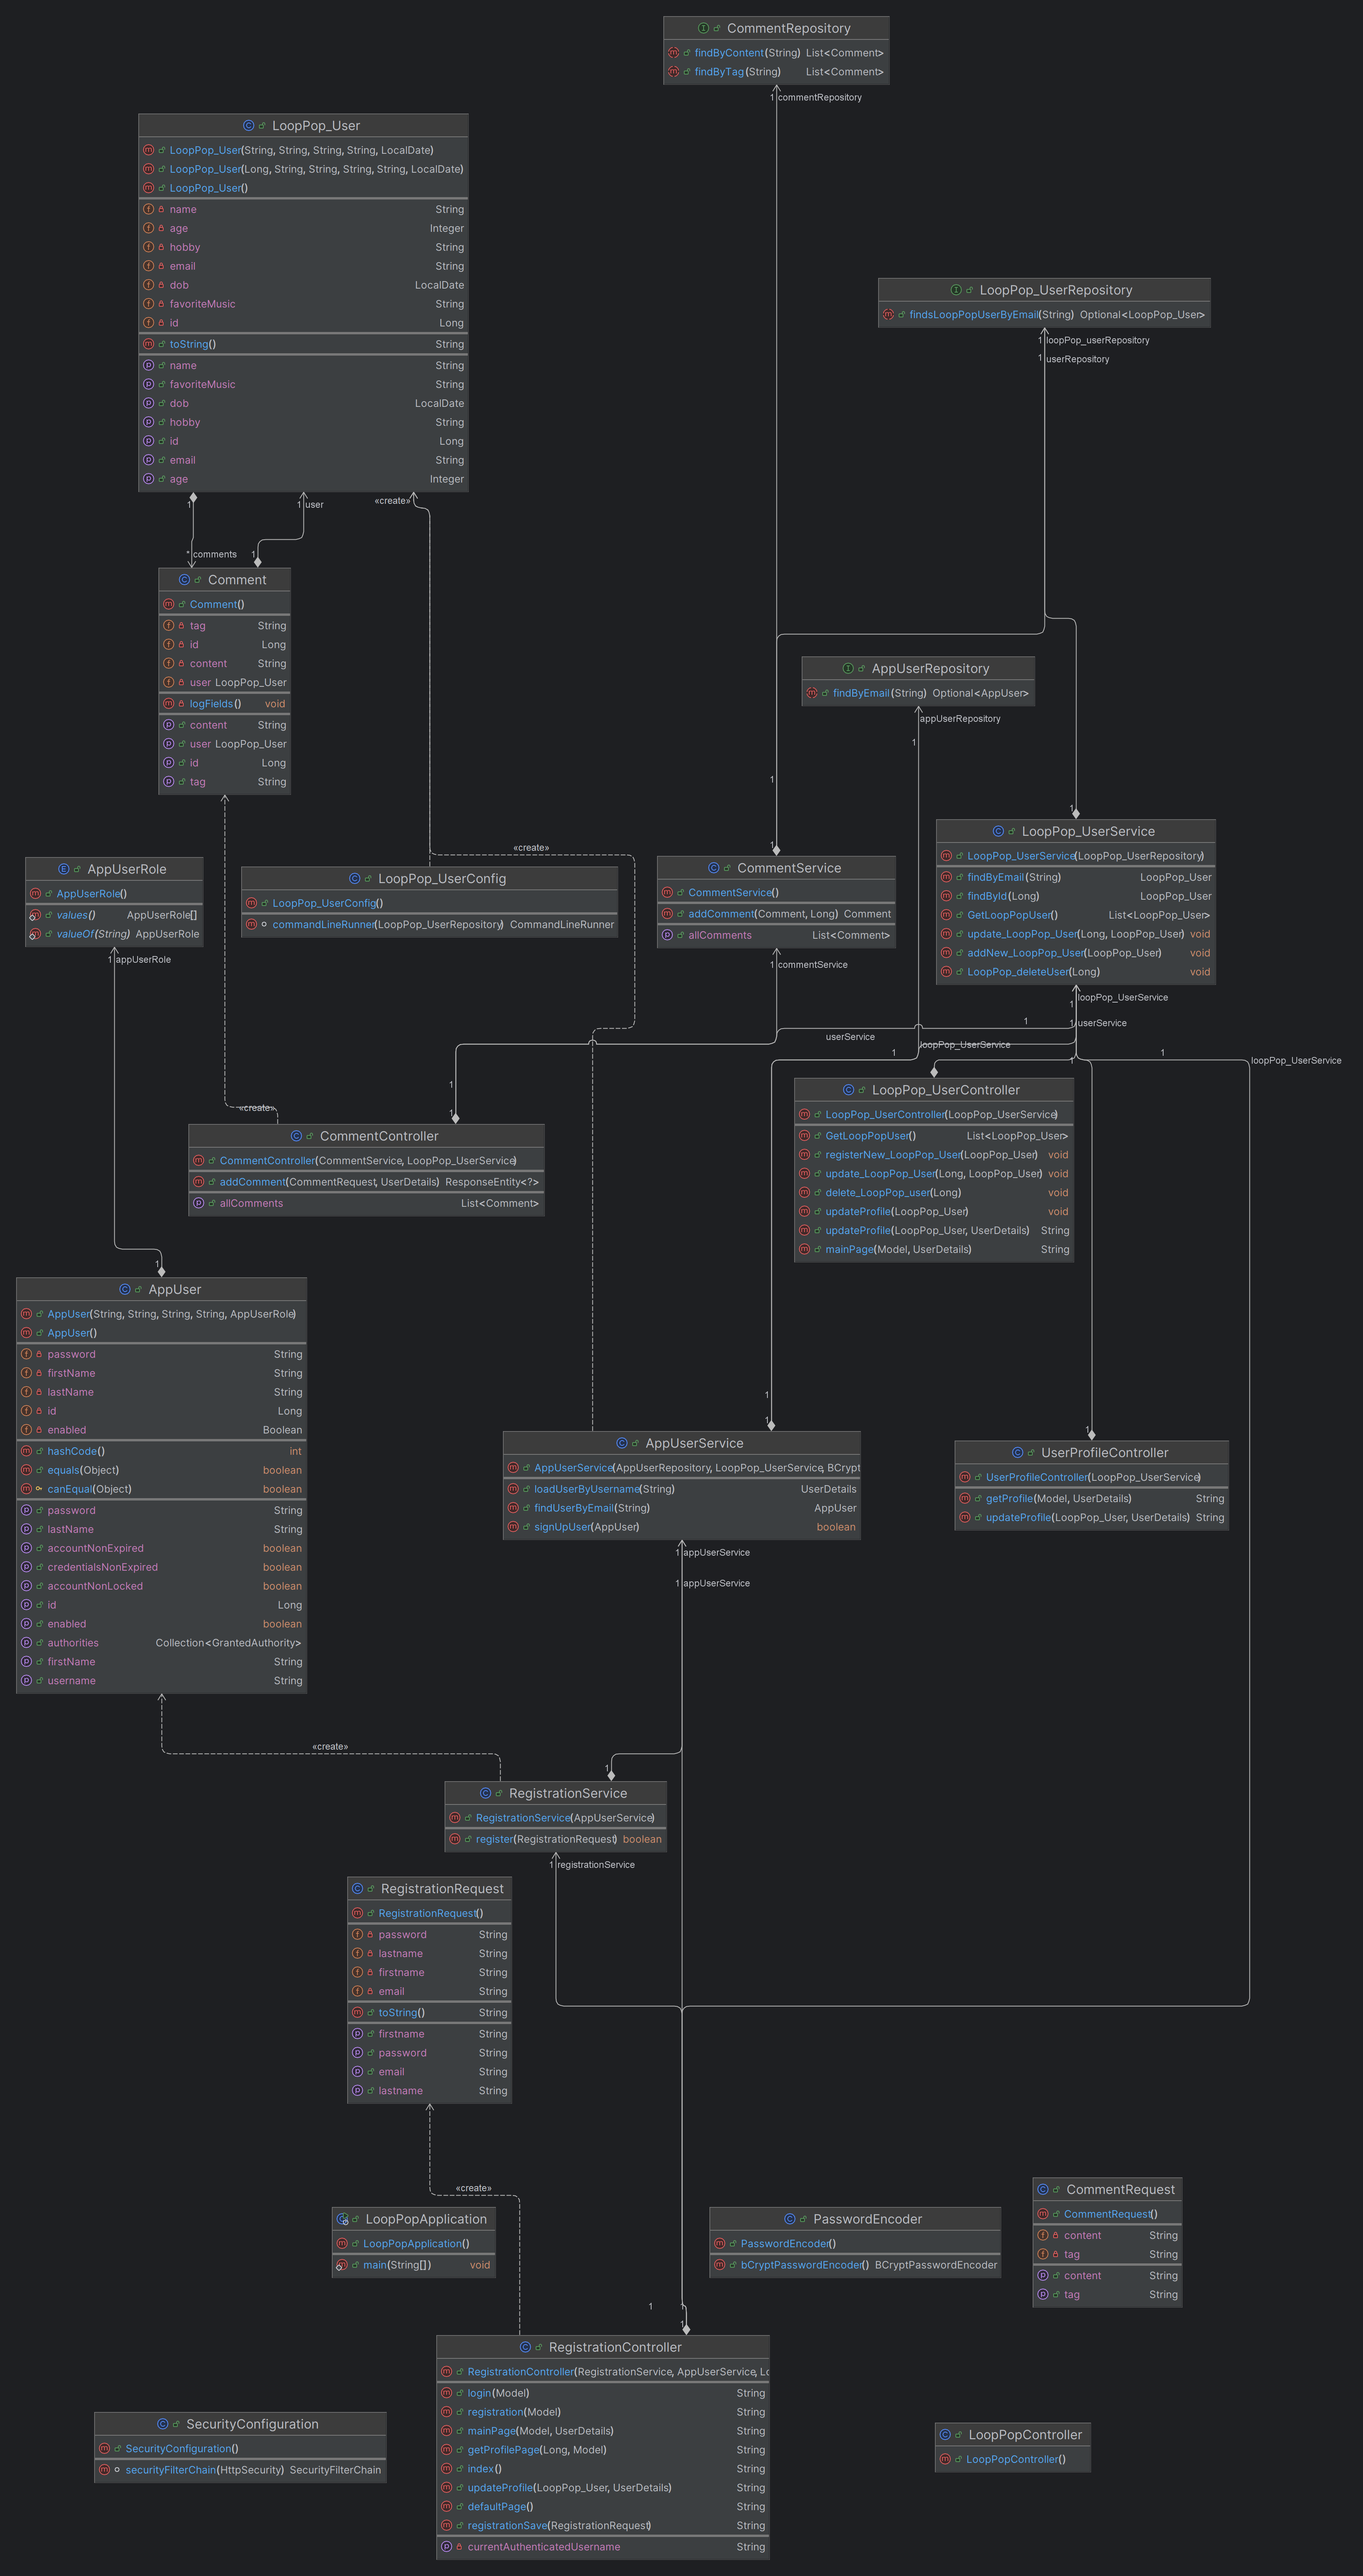 CommentRepository
findByContent(String) List<Comment>
findByTag(String) List<Comment>
1 commentRepository
LoopPop_User
LoopPop_User(String, String, String, String, LocalDate)
LoopPop_User(Long, String, String, String, String, LocalDate)
LoopPop_User()
name String
age Integer
hobby String
email String
dob LocalDate
favoriteMusic String
id Long
toString() String
name String
favoriteMusic String
dob LocalDate
hobby String
id Long
email String
age Integer
LoopPop_UserRepository
findsLoopPopUserByEmail(String) Optional<LoopPop_User>
1 loopPop_userRepository
1 userRepository
1
1 user
«create»
* comments
1
Comment
Comment()
tag String
id Long
content String
user LoopPop_User
logFields() void
content String
user LoopPop_User
id Long
tag String
AppUserRepository
findByEmail(String) Optional<AppUser>
appUserRepository
1
1
1
1
LoopPop_UserService
LoopPop_UserService(LoopPop_UserRepository)
findByEmail(String) LoopPop_User
findById(Long) LoopPop_User
GetLoopPopUser() List<LoopPop_User>
update_LoopPop_User(Long, LoopPop_User) void
addNew_LoopPop_User(LoopPop_User) void
LoopPop_deleteUser(Long) void
«create»
AppUserRole
AppUserRole()
values() AppUserRole[]
valueOf(String) AppUserRole
1 appUserRole
LoopPop_UserConfig
LoopPop_UserConfig()
commandLineRunner(LoopPop_UserRepository) CommandLineRunner
CommentService
CommentService()
addComment(Comment, Long) Comment
allComments List<Comment>
1 commentService
loopPop_UserService
1
1
1 userService
userService
loopPop_UserService
1
1
1
loopPop_UserService
1
1
«create»
CommentController
CommentController(CommentService, LoopPop_UserService)
addComment(CommentRequest, UserDetails) ResponseEntity<?>
allComments List<Comment>
LoopPop_UserController
LoopPop_UserController(LoopPop_UserService)
GetLoopPopUser() List<LoopPop_User>
registerNew_LoopPop_User(LoopPop_User) void
update_LoopPop_User(Long, LoopPop_User) void
delete_LoopPop_user(Long) void
updateProfile(LoopPop_User) void
updateProfile(LoopPop_User, UserDetails) String
mainPage(Model, UserDetails) String
1
AppUser
AppUser(String, String, String, String, AppUserRole)
AppUser()
password String
firstName String
lastName String
id Long
enabled Boolean
hashCode() int
equals(Object) boolean
canEqual(Object) boolean
password String
lastName String
accountNonExpired boolean
credentialsNonExpired boolean
accountNonLocked boolean
id Long
enabled boolean
authorities Collection<GrantedAuthority>
firstName String
username String
1
1
1
AppUserService
AppUserService(AppUserRepository, LoopPop_UserService, BCrypt
loadUserByUsername(String) UserDetails
findUserByEmail(String) AppUser
signUpUser(AppUser) boolean
1 appUserService
1 appUserService
UserProfileController
UserProfileController(LoopPop_UserService)
getProfile(Model, UserDetails) String
updateProfile(LoopPop_User, UserDetails) String
«create»
1
RegistrationService
RegistrationService(AppUserService)
register(RegistrationRequest) boolean
1 registrationService
RegistrationRequest
RegistrationRequest()
password String
lastname String
firstname String
email String
toString() String
firstname String
password String
email String
lastname String
«create»
LoopPopApplication
LoopPopApplication()
main(String[]) void
PasswordEncoder
PasswordEncoder()
bCryptPasswordEncoder() BCryptPasswordEncoder
CommentRequest
CommentRequest()
content String
tag String
content String
tag String
1
1
1
RegistrationController
RegistrationController(RegistrationService, AppUserService, Lo
login(Model) String
registration(Model) String
mainPage(Model, UserDetails) String
getProfilePage(Long, Model) String
index() String
updateProfile(LoopPop_User, UserDetails) String
defaultPage() String
registrationSave(RegistrationRequest) String
currentAuthenticatedUsername String
SecurityConfiguration
SecurityConfiguration()
securityFilterChain(HttpSecurity) SecurityFilterChain
LoopPopController
LoopPopController()